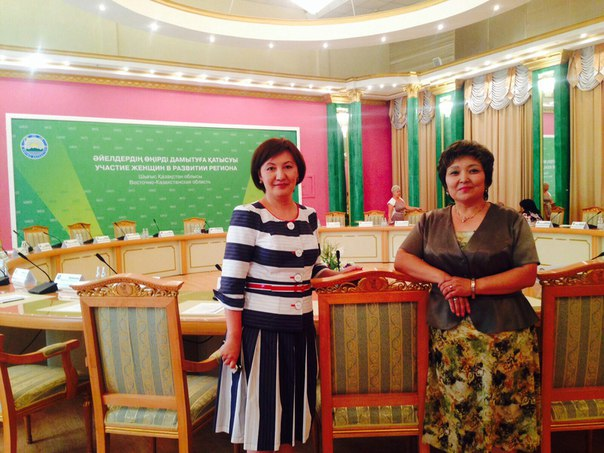 ӘЙЕЛДЕРДІҢ ӨҢІРДІ ДАМЫТУҒА ҚАТЫСУЫ
УЧАСТИЕ ЖЕНЩИН В РАЗВИТИИ РЕГИОНА
Шығыс Қазақстан облысы
Восточно-Казахстанская область